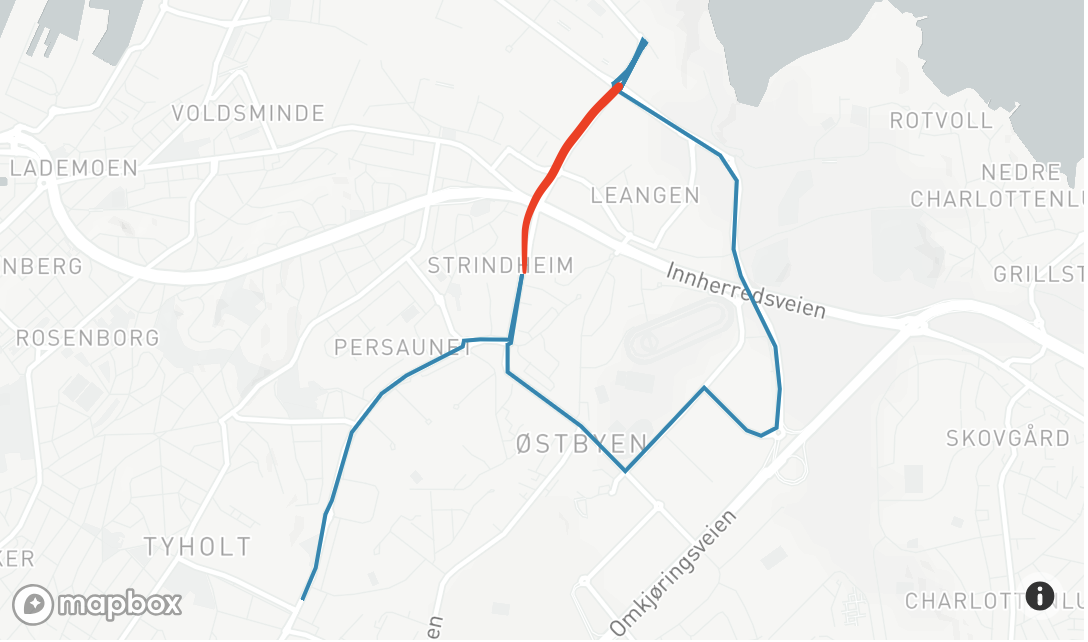 VOLDSMINDE
ROTVOLL
LADEMOEN
NEDRE
CHARLOTTENLU
LEANGEN
NBERG
STRINDHEIM
GRILLST
Innherredsveien
ROSENBORG
PERSAUNET
ØSTBYEN
SKOVGÅRD
TYHOLT
KER
Omkjøringsveien
mapbox
CHARLOTTENLU
en
i